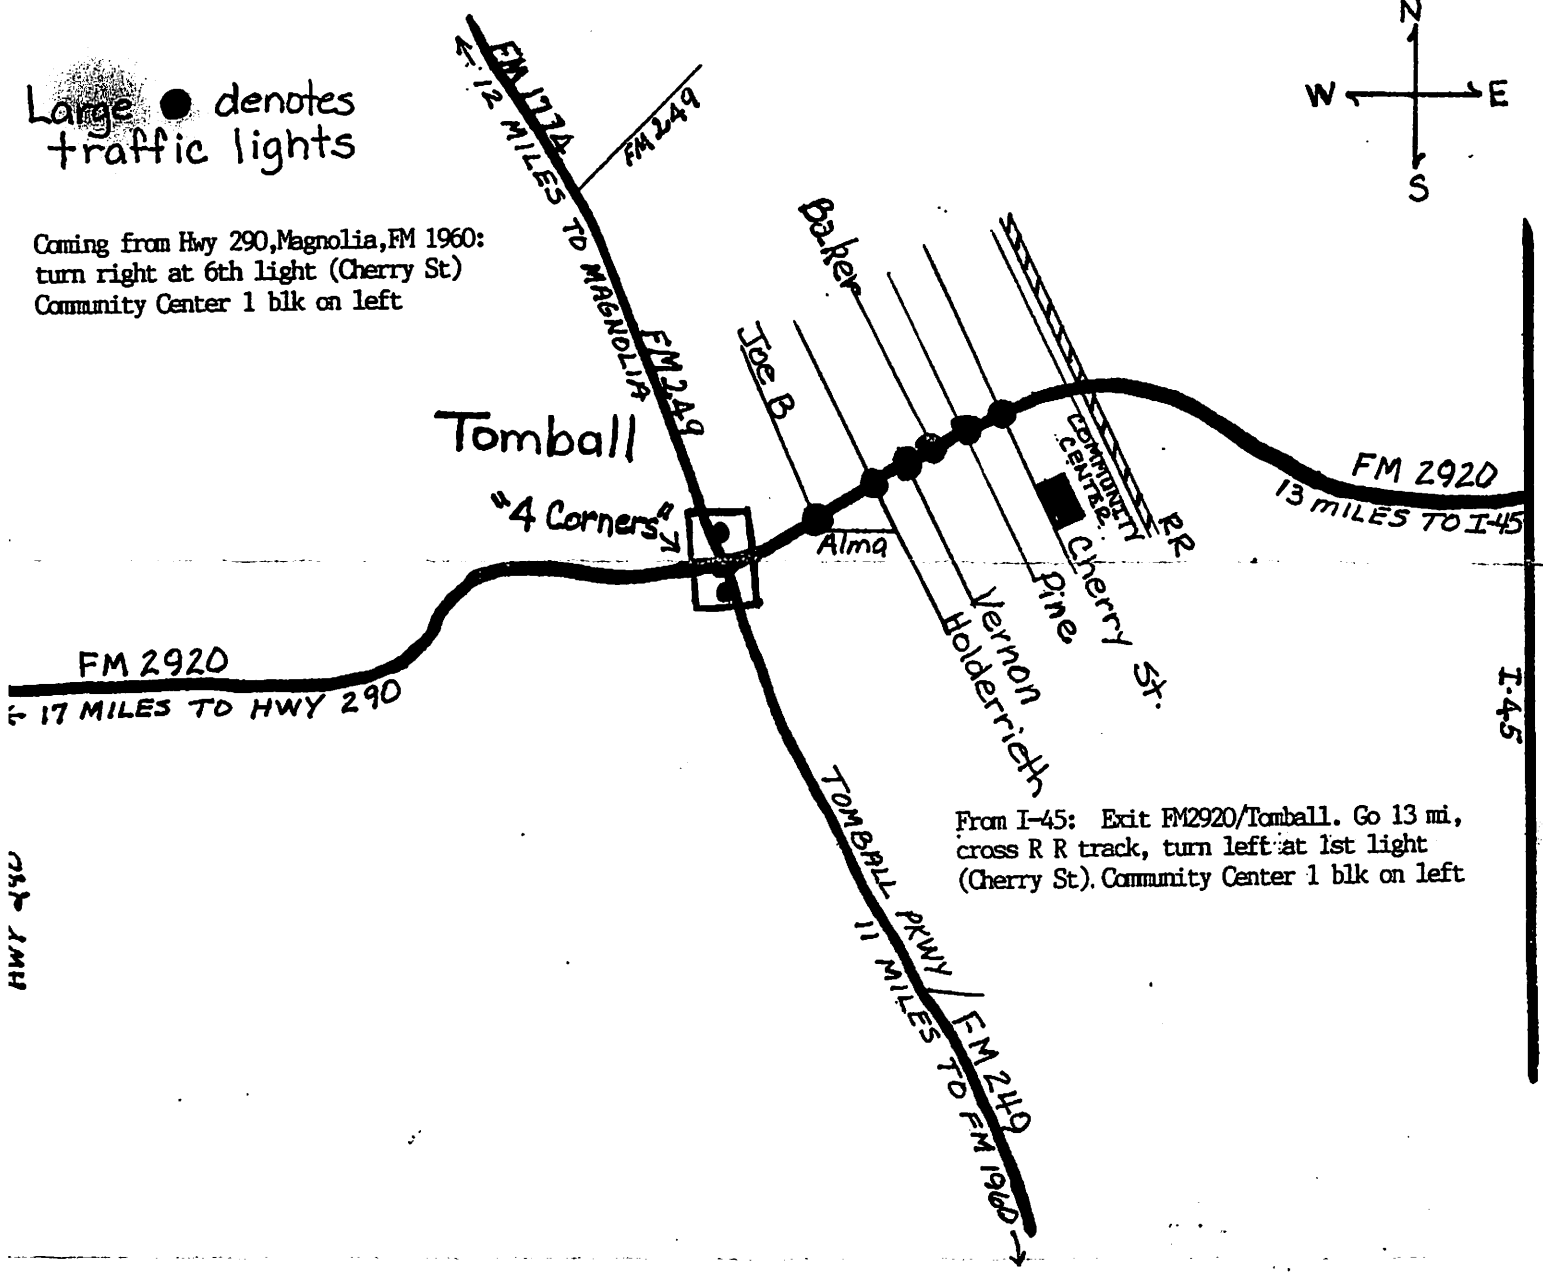 N
W E
S
Large ● denotes
traffic lights
FM 1774
← 12 MILES TO MAGNOLIA
FM 249
Coming from Hwy 290,Magnolia,FM 1960:
turn right at 6th light (Cherry St)
Community Center 1 blk on left
FM 249
Baker
Joe B
Tomball
"4 Corners"
Alma
COMMUNITY
CENTER
RR
Cherry St.
Pine
Vernon
Holderrieth
FM 2920
13 MILES TO I-45
I-45
FM 2920
← 17 MILES TO HWY 290
HWY 290
From I-45: Exit FM2920/Tomball. Go 13 mi,
cross R R track, turn left at 1st light
(Cherry St). Community Center 1 blk on left
TOMBALL PKWY / FM 249
11 MILES TO FM 1960 →